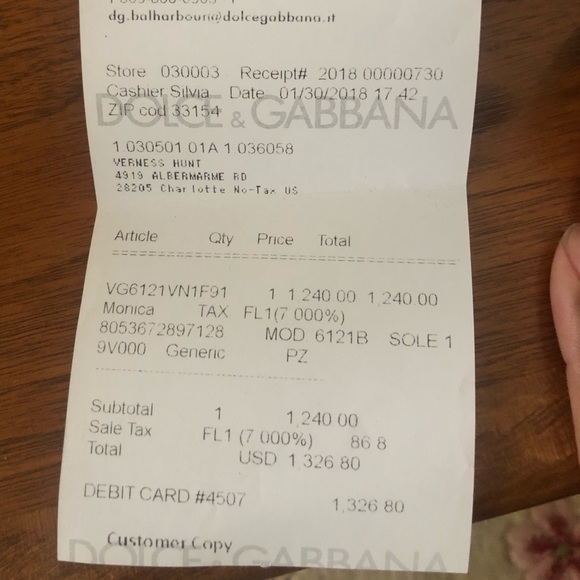 dg.balharbour@dolcegabbana.it
Store 030003 Receipt# 2018 00000730
Cashier Silvia Date 01/30/2018 17 42
ZIP cod 33154
DOLCE & GABBANA
1 030501 01A 1 036058
VERNESS HUNT
4919 ALBERMARME RD
28205 Charlotte No-Tax US
Article Qty Price Total
VG6121VN1F91 1 1,240 00 1,240 00
Monica TAX FL1(7 000%)
8053672897128 MOD 6121B SOLE 1
9V000 Generic PZ
Subtotal 1 1,240 00
Sale Tax FL1 (7 000%) 86 8
Total USD 1,326 80
DEBIT CARD #4507 1,326 80
Customer Copy
DOLCE & GABBANA